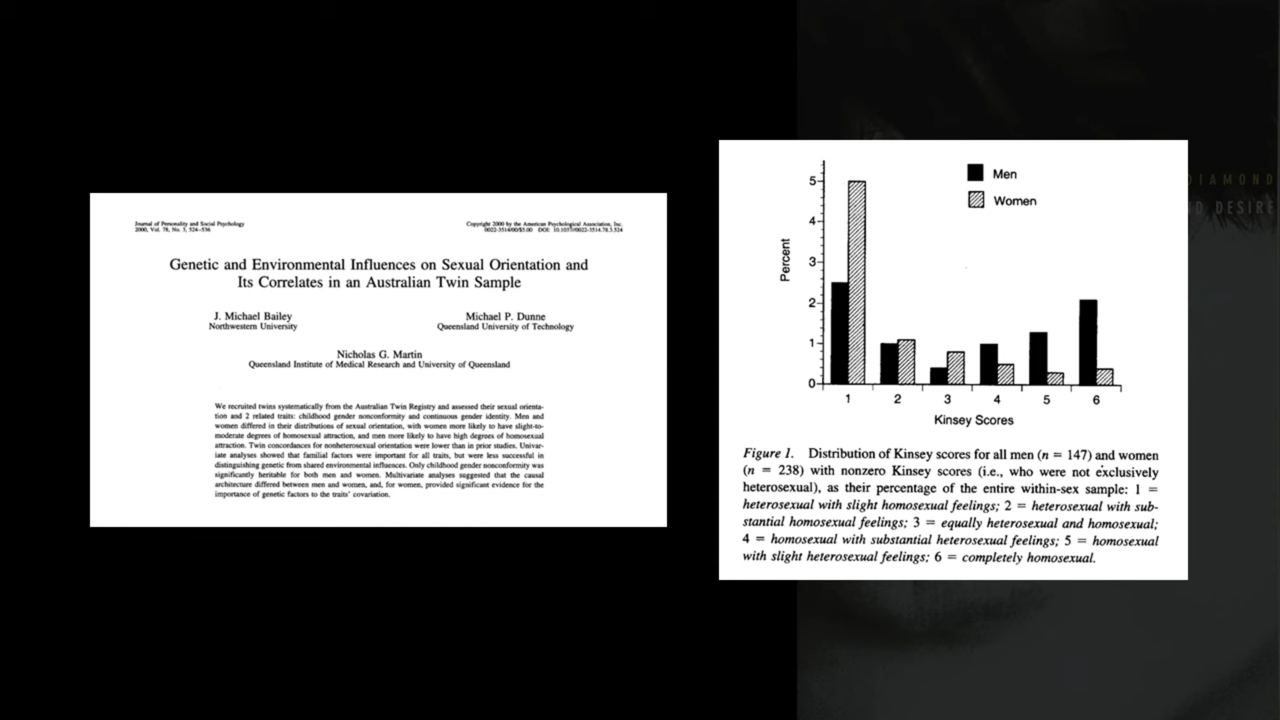 Journal of Personality and Social Psychology
2000, Vol. 78, No. 3, 524–536
Copyright 2000 by the American Psychological Association, Inc.
0022-3514/00/$5.00 DOI: 10.1037//0022-3514.78.3.524
Genetic and Environmental Influences on Sexual Orientation and
Its Correlates in an Australian Twin Sample
J. Michael Bailey
Northwestern University
Michael P. Dunne
Queensland University of Technology
Nicholas G. Martin
Queensland Institute of Medical Research and University of Queensland
We recruited twins systematically from the Australian Twin Registry and assessed their sexual orienta-
tion and 2 related traits: childhood gender nonconformity and continuous gender identity. Men and
women differed in their distributions of sexual orientation, with women more likely to have slight-to-
moderate degrees of homosexual attraction, and men more likely to have high degrees of homosexual
attraction. Twin concordances for nonheterosexual orientation were lower than in prior studies. Univar-
iate analyses showed that familial factors were important for all traits, but were less successful in
distinguishing genetic from shared environmental influences. Only childhood gender nonconformity was
significantly heritable for both men and women. Multivariate analyses suggested that the causal
architecture differed between men and women, and, for women, provided significant evidence for the
importance of genetic factors to the traits' covariation.
Men
Women
Percent
5
4
3
2
1
0
1 2 3 4 5 6
Kinsey Scores
Figure 1. Distribution of Kinsey scores for all men (n = 147) and women
(n = 238) with nonzero Kinsey scores (i.e., who were not exclusively
heterosexual), as their percentage of the entire within-sex sample: 1 =
heterosexual with slight homosexual feelings; 2 = heterosexual with sub-
stantial homosexual feelings; 3 = equally heterosexual and homosexual;
4 = homosexual with substantial heterosexual feelings; 5 = homosexual
with slight heterosexual feelings; 6 = completely homosexual.
DIAMOND
DESIRE